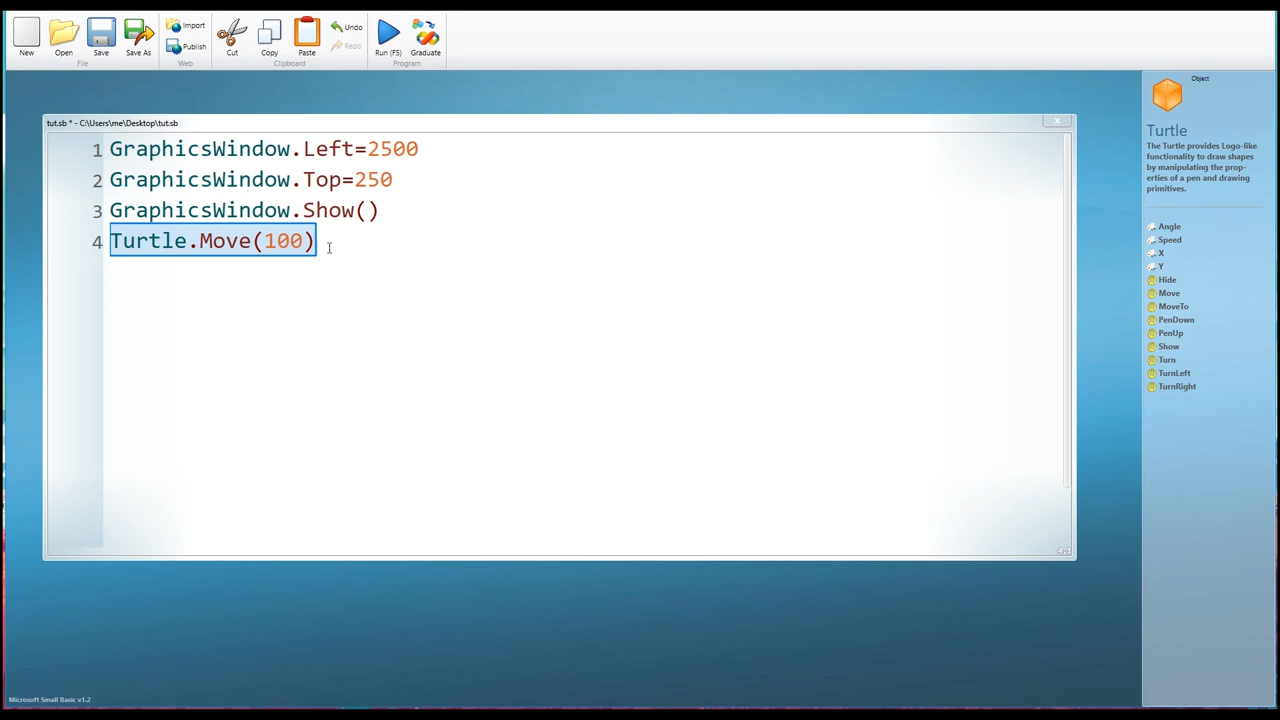 New
Open
Save
Save As
Import
Publish
Cut
Copy
Paste
Undo
Redo
Run (F5)
Graduate
File
Web
Clipboard
Program
tut.sb * - C:\Users\me\Desktop\tut.sb
x
1 GraphicsWindow.Left=2500
2 GraphicsWindow.Top=250
3 GraphicsWindow.Show()
4 Turtle.Move(100)
4,1
Object
Turtle
The Turtle provides Logo-like
functionality to draw shapes
by manipulating the prop-
erties of a pen and drawing
primitives.
Angle
Speed
X
Y
Hide
Move
MoveTo
PenDown
PenUp
Show
Turn
TurnLeft
TurnRight
Microsoft Small Basic v1.2